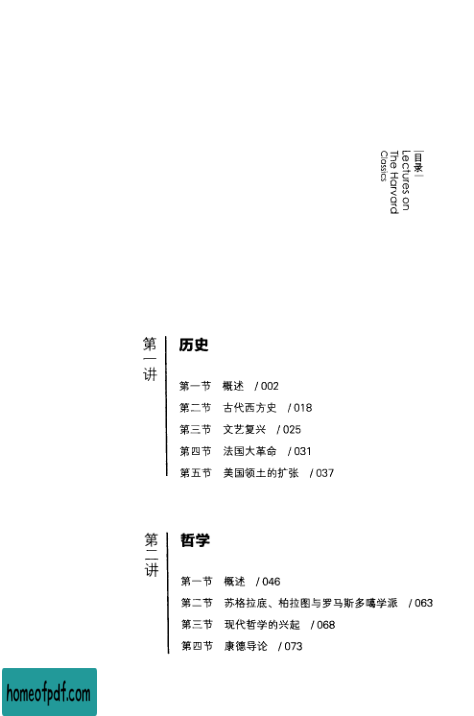 |目录|
Lectures on
The Harvard
Classics
第一讲
历史
第一节 概述 / 002
第二节 古代西方史 / 018
第三节 文艺复兴 / 025
第四节 法国大革命 / 031
第五节 美国领土的扩张 / 037
第二讲
哲学
第一节 概述 / 046
第二节 苏格拉底、柏拉图与罗马斯多噶学派 / 063
第三节 现代哲学的兴起 / 068
第四节 康德导论 / 073
homeofpdf.com